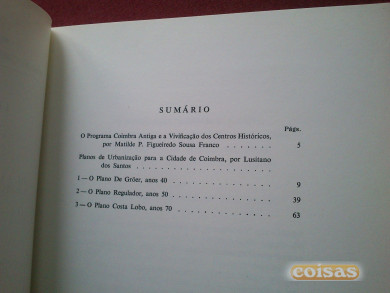 SUMÁRIO
Págs.
O Programa Coimbra Antiga e a Vivificação dos Centros Históricos,
por Matilde P. Figueiredo Sousa Franco . . . . . . . 5
Planos de Urbanização para a Cidade de Coimbra, por Lusitano
dos Santos
1 — O Plano De Gröer, anos 40 . . . . . . . . . . 9
2 — O Plano Regulador, anos 50 . . . . . . . . . . 39
3 — O Plano Costa Lobo, anos 70 . . . . . . . . . . 63
coisas